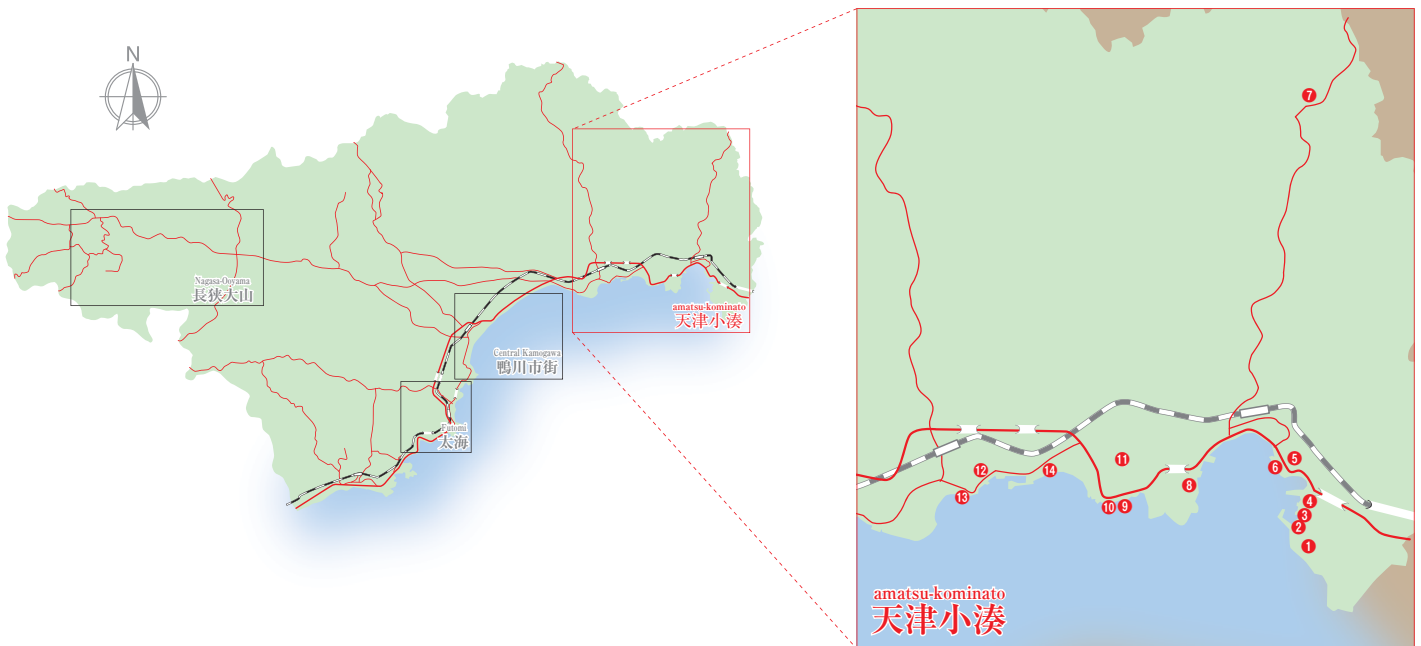 N
Nagasa-Ooyama
長狭大山
Central Kamogawa
鴨川市街
Futomi
太海
amatsu-kominato
天津小湊
7
11
12
14
13
10
9
8
5
6
4
3
2
1
amatsu-kominato
天津小湊